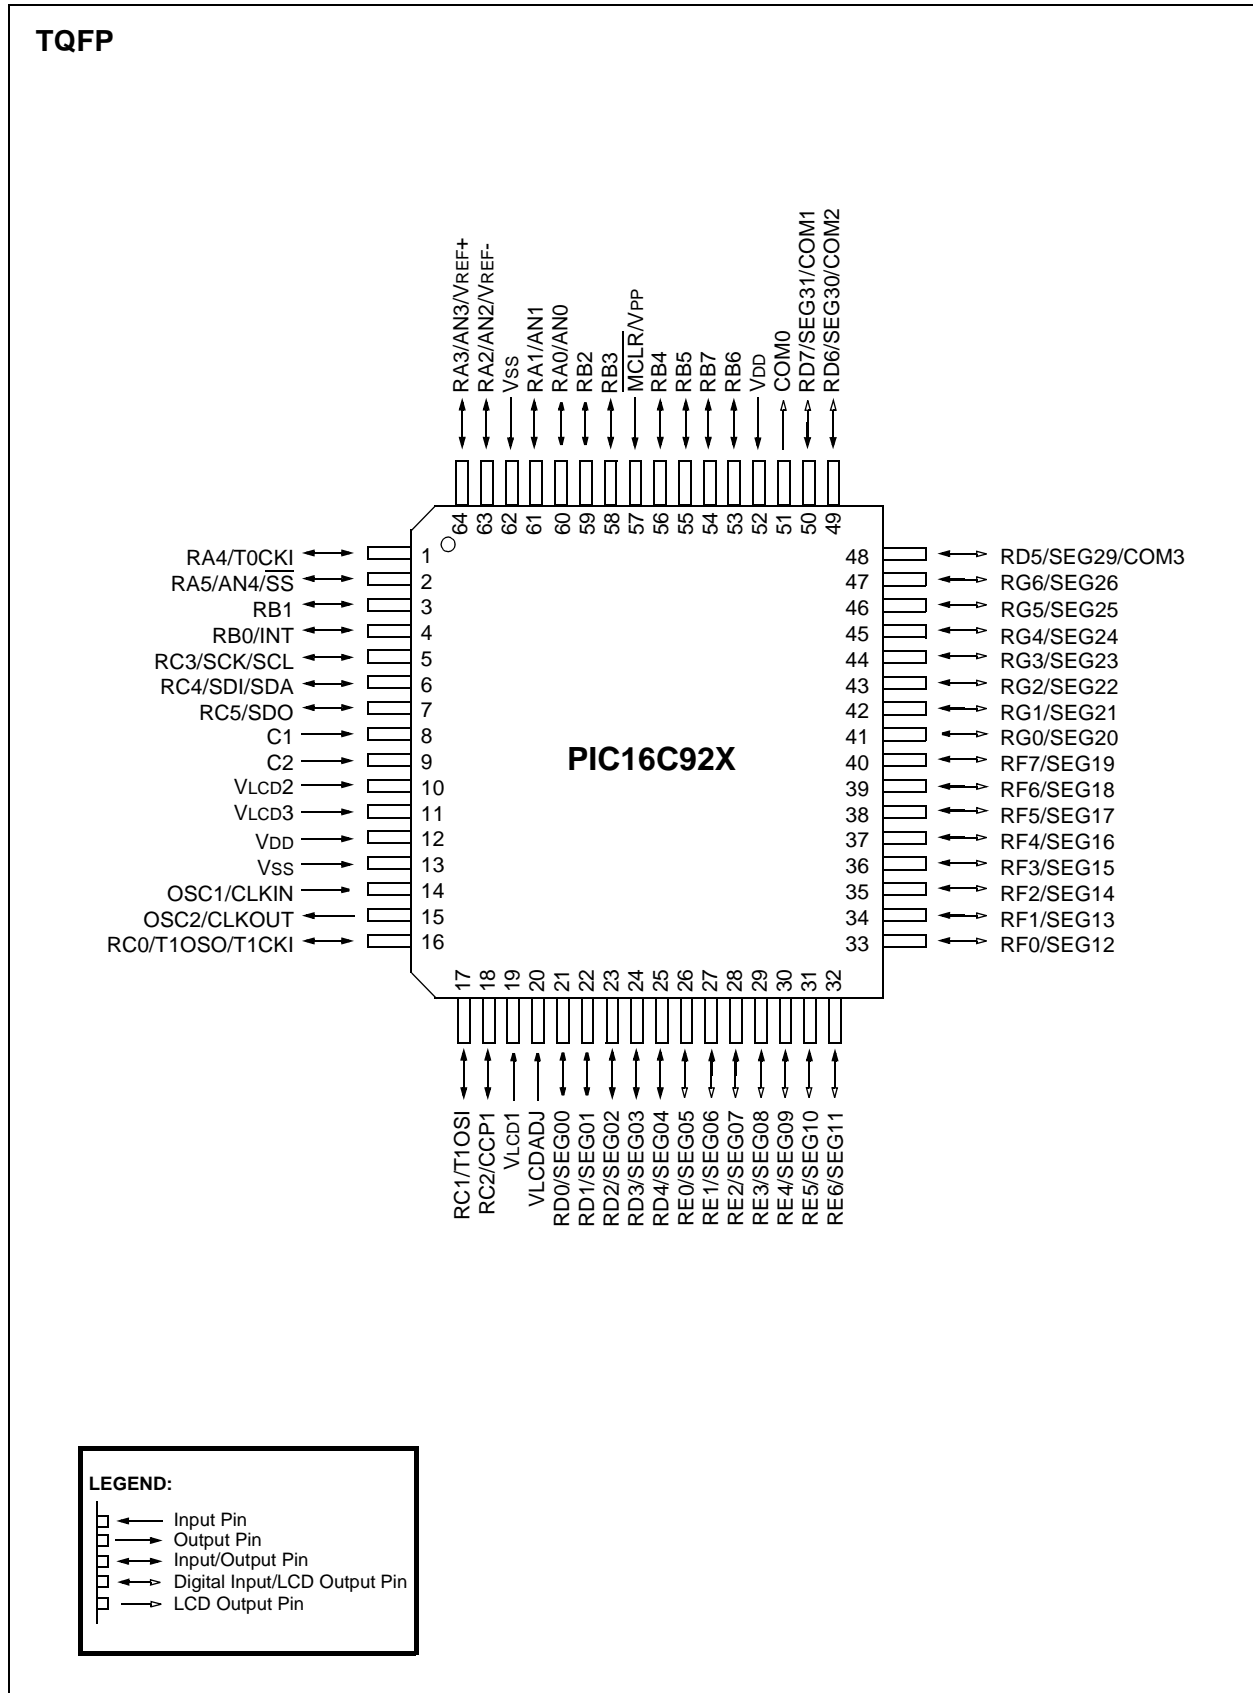 TQFP
RA3/AN3/VREF+
RA2/AN2/VREF-
VSS
RA1/AN1
RA0/AN0
RB2
RB3
MCLR/VPP
RB4
RB5
RB7
RB6
VDD
COM0
RD7/SEG31/COM1
RD6/SEG30/COM2
64 63 62 61 60 59 58 57 56 55 54 53 52 51 50 49
RA4/T0CKI 1 48 RD5/SEG29/COM3
RA5/AN4/SS 2 47 RG6/SEG26
RB1 3 46 RG5/SEG25
RB0/INT 4 45 RG4/SEG24
RC3/SCK/SCL 5 44 RG3/SEG23
RC4/SDI/SDA 6 43 RG2/SEG22
RC5/SDO 7 42 RG1/SEG21
C1 8 41 RG0/SEG20
C2 9 PIC16C92X 40 RF7/SEG19
VLCD2 10 39 RF6/SEG18
VLCD3 11 38 RF5/SEG17
VDD 12 37 RF4/SEG16
VSS 13 36 RF3/SEG15
OSC1/CLKIN 14 35 RF2/SEG14
OSC2/CLKOUT 15 34 RF1/SEG13
RC0/T1OSO/T1CKI 16 33 RF0/SEG12
17 18 19 20 21 22 23 24 25 26 27 28 29 30 31 32
RC1/T1OSI
RC2/CCP1
VLCD1
VLCDADJ
RD0/SEG00
RD1/SEG01
RD2/SEG02
RD3/SEG03
RD4/SEG04
RE0/SEG05
RE1/SEG06
RE2/SEG07
RE3/SEG08
RE4/SEG09
RE5/SEG10
RE6/SEG11
LEGEND:
Input Pin
Output Pin
Input/Output Pin
Digital Input/LCD Output Pin
LCD Output Pin